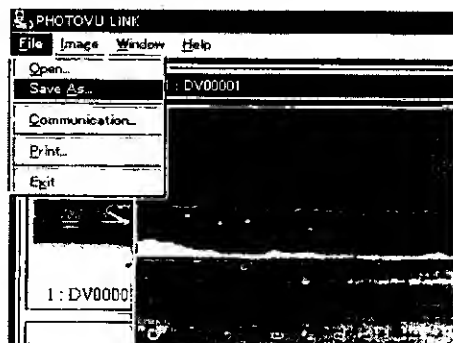 PHOTOVU LINK
File Image Window Help
Open...
Save As...
1 : DV00001
Communication...
Print...
Exit
1 : DV0000